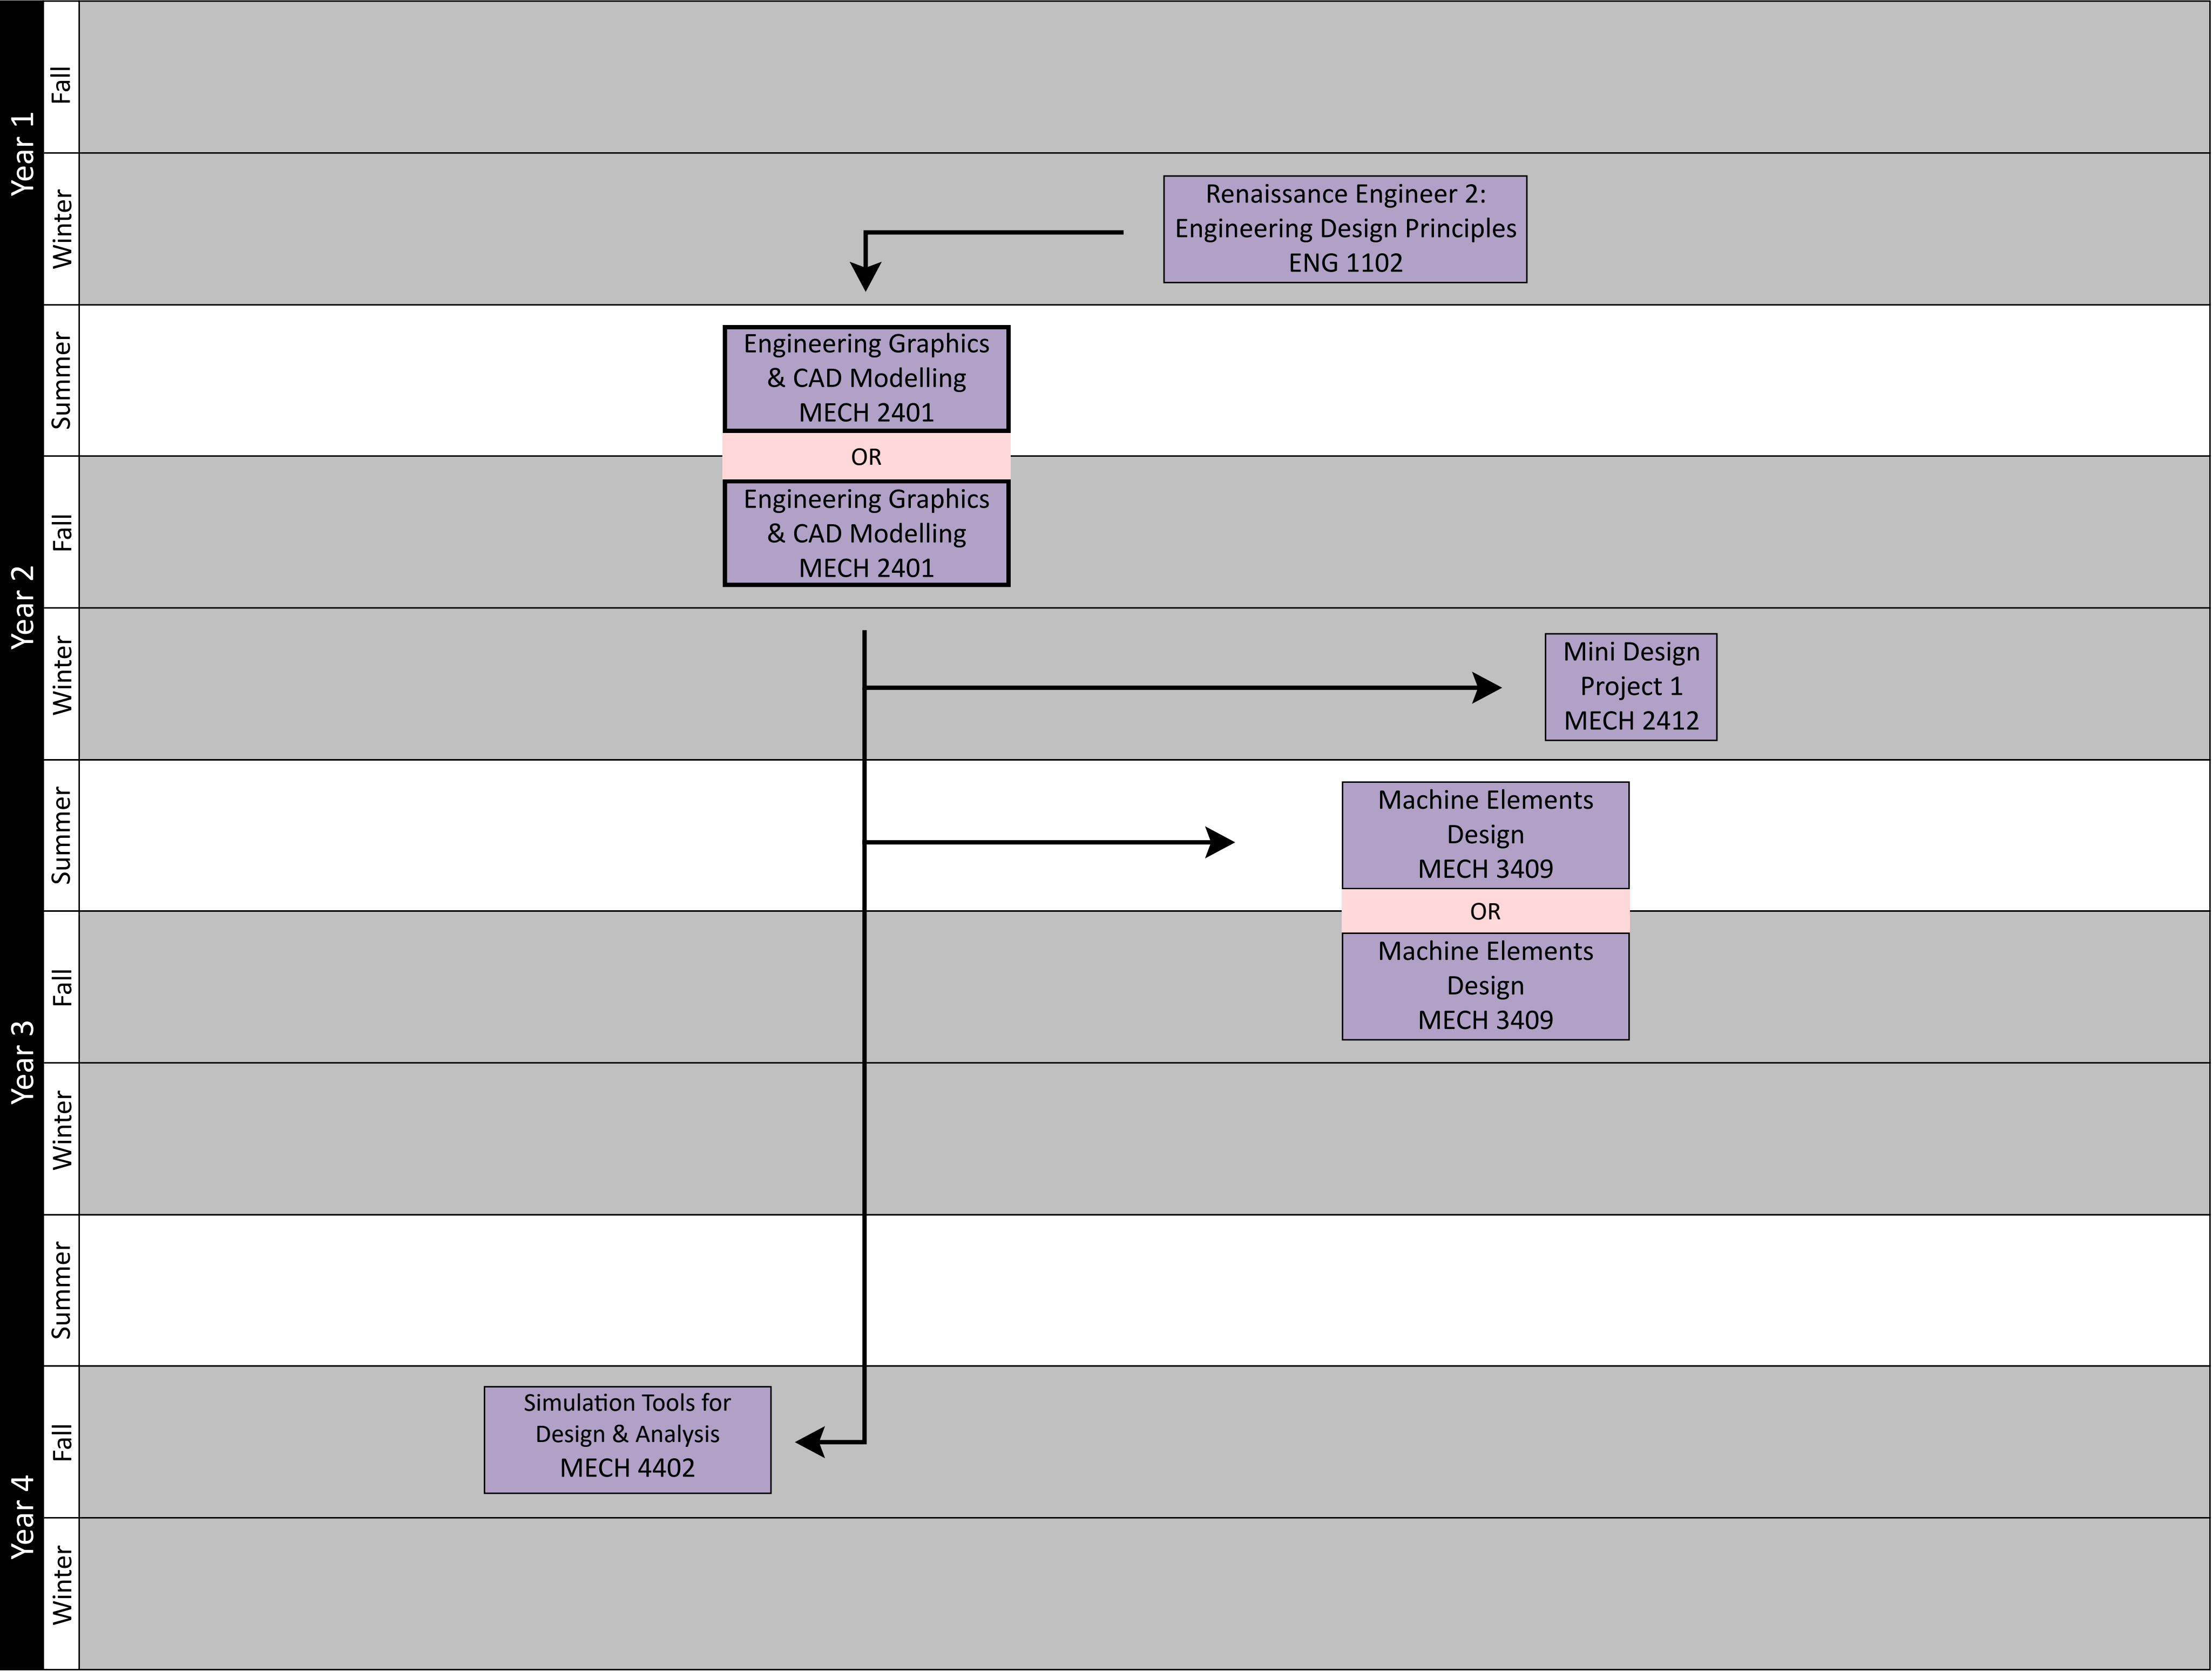 Year 1
Fall
Winter
Renaissance Engineer 2:
Engineering Design Principles
ENG 1102
Summer
Engineering Graphics
& CAD Modelling
MECH 2401
OR
Year 2
Fall
Engineering Graphics
& CAD Modelling
MECH 2401
Winter
Mini Design
Project 1
MECH 2412
Summer
Machine Elements
Design
MECH 3409
OR
Year 3
Fall
Machine Elements
Design
MECH 3409
Winter
Summer
Year 4
Fall
Simulation Tools for
Design & Analysis
MECH 4402
Winter